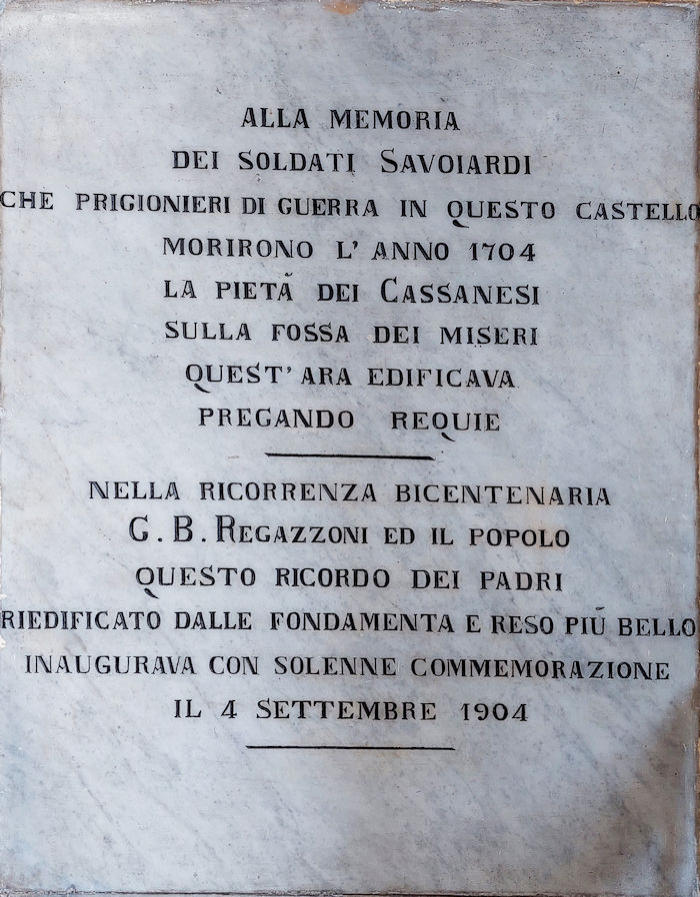 ALLA MEMORIA
DEI SOLDATI SAVOIARDI
CHE PRIGIONIERI DI GUERRA IN QUESTO CASTELLO
MORIRONO L' ANNO 1704
LA PIETÀ DEI CASSANESI
SULLA FOSSA DEI MISERI
QUEST' ARA EDIFICAVA
PREGANDO REQUIE
NELLA RICORRENZA BICENTENARIA
G. B. REGAZZONI ED IL POPOLO
QUESTO RICORDO DEI PADRI
RIEDIFICATO DALLE FONDAMENTA E RESO PIÙ BELLO
INAUGURAVA CON SOLENNE COMMEMORAZIONE
IL 4 SETTEMBRE 1904